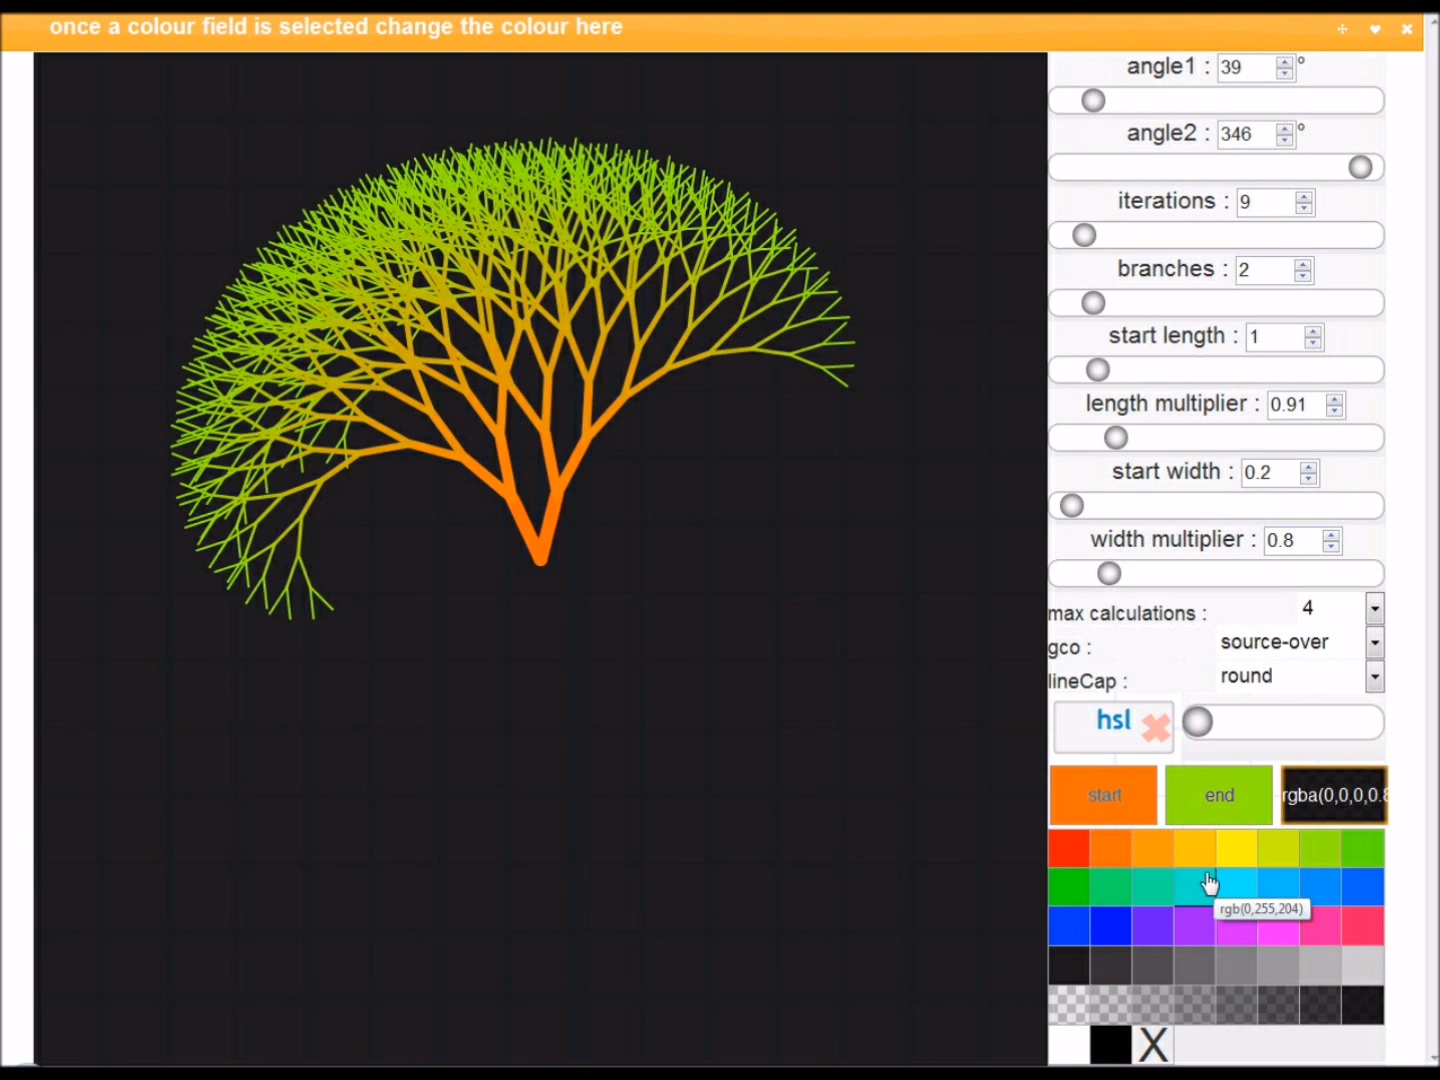 once a colour field is selected change the colour here
angle1 : 39 °
angle2 : 346 °
iterations : 9
branches : 2
start length : 1
length multiplier : 0.91
start width : 0.2
width multiplier : 0.8
max calculations : 4
gco : source-over
lineCap : round
hsl
start end rgba(0,0,0,0.8
rgb(0,255,204)
X